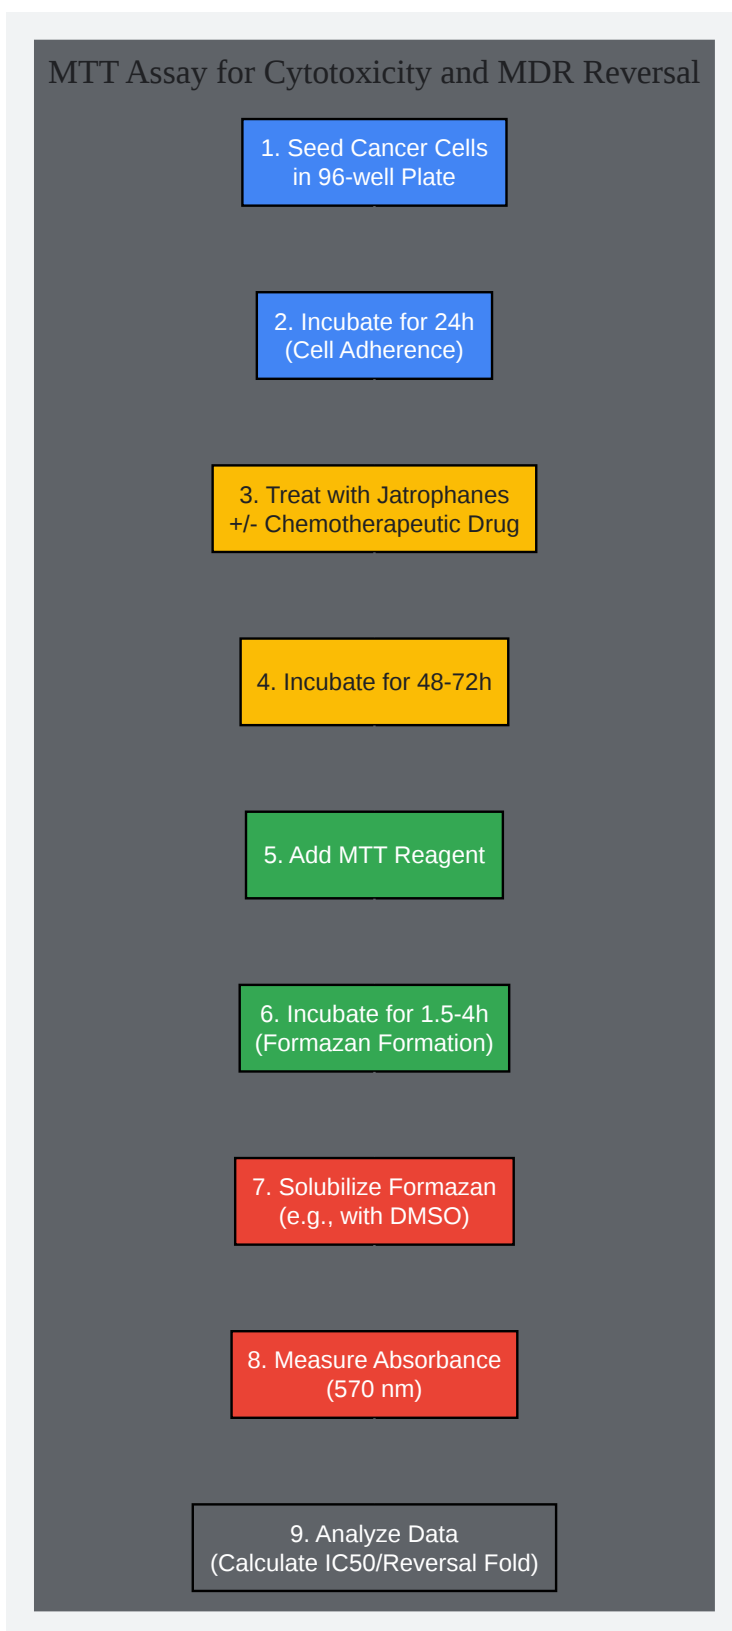 MTT Assay for Cytotoxicity and MDR Reversal
1. Seed Cancer Cells
in 96-well Plate
2. Incubate for 24h
(Cell Adherence)
3. Treat with Jatrophanes
+/- Chemotherapeutic Drug
4. Incubate for 48-72h
5. Add MTT Reagent
6. Incubate for 1.5-4h
(Formazan Formation)
7. Solubilize Formazan
(e.g., with DMSO)
8. Measure Absorbance
(570 nm)
9. Analyze Data
(Calculate IC50/Reversal Fold)